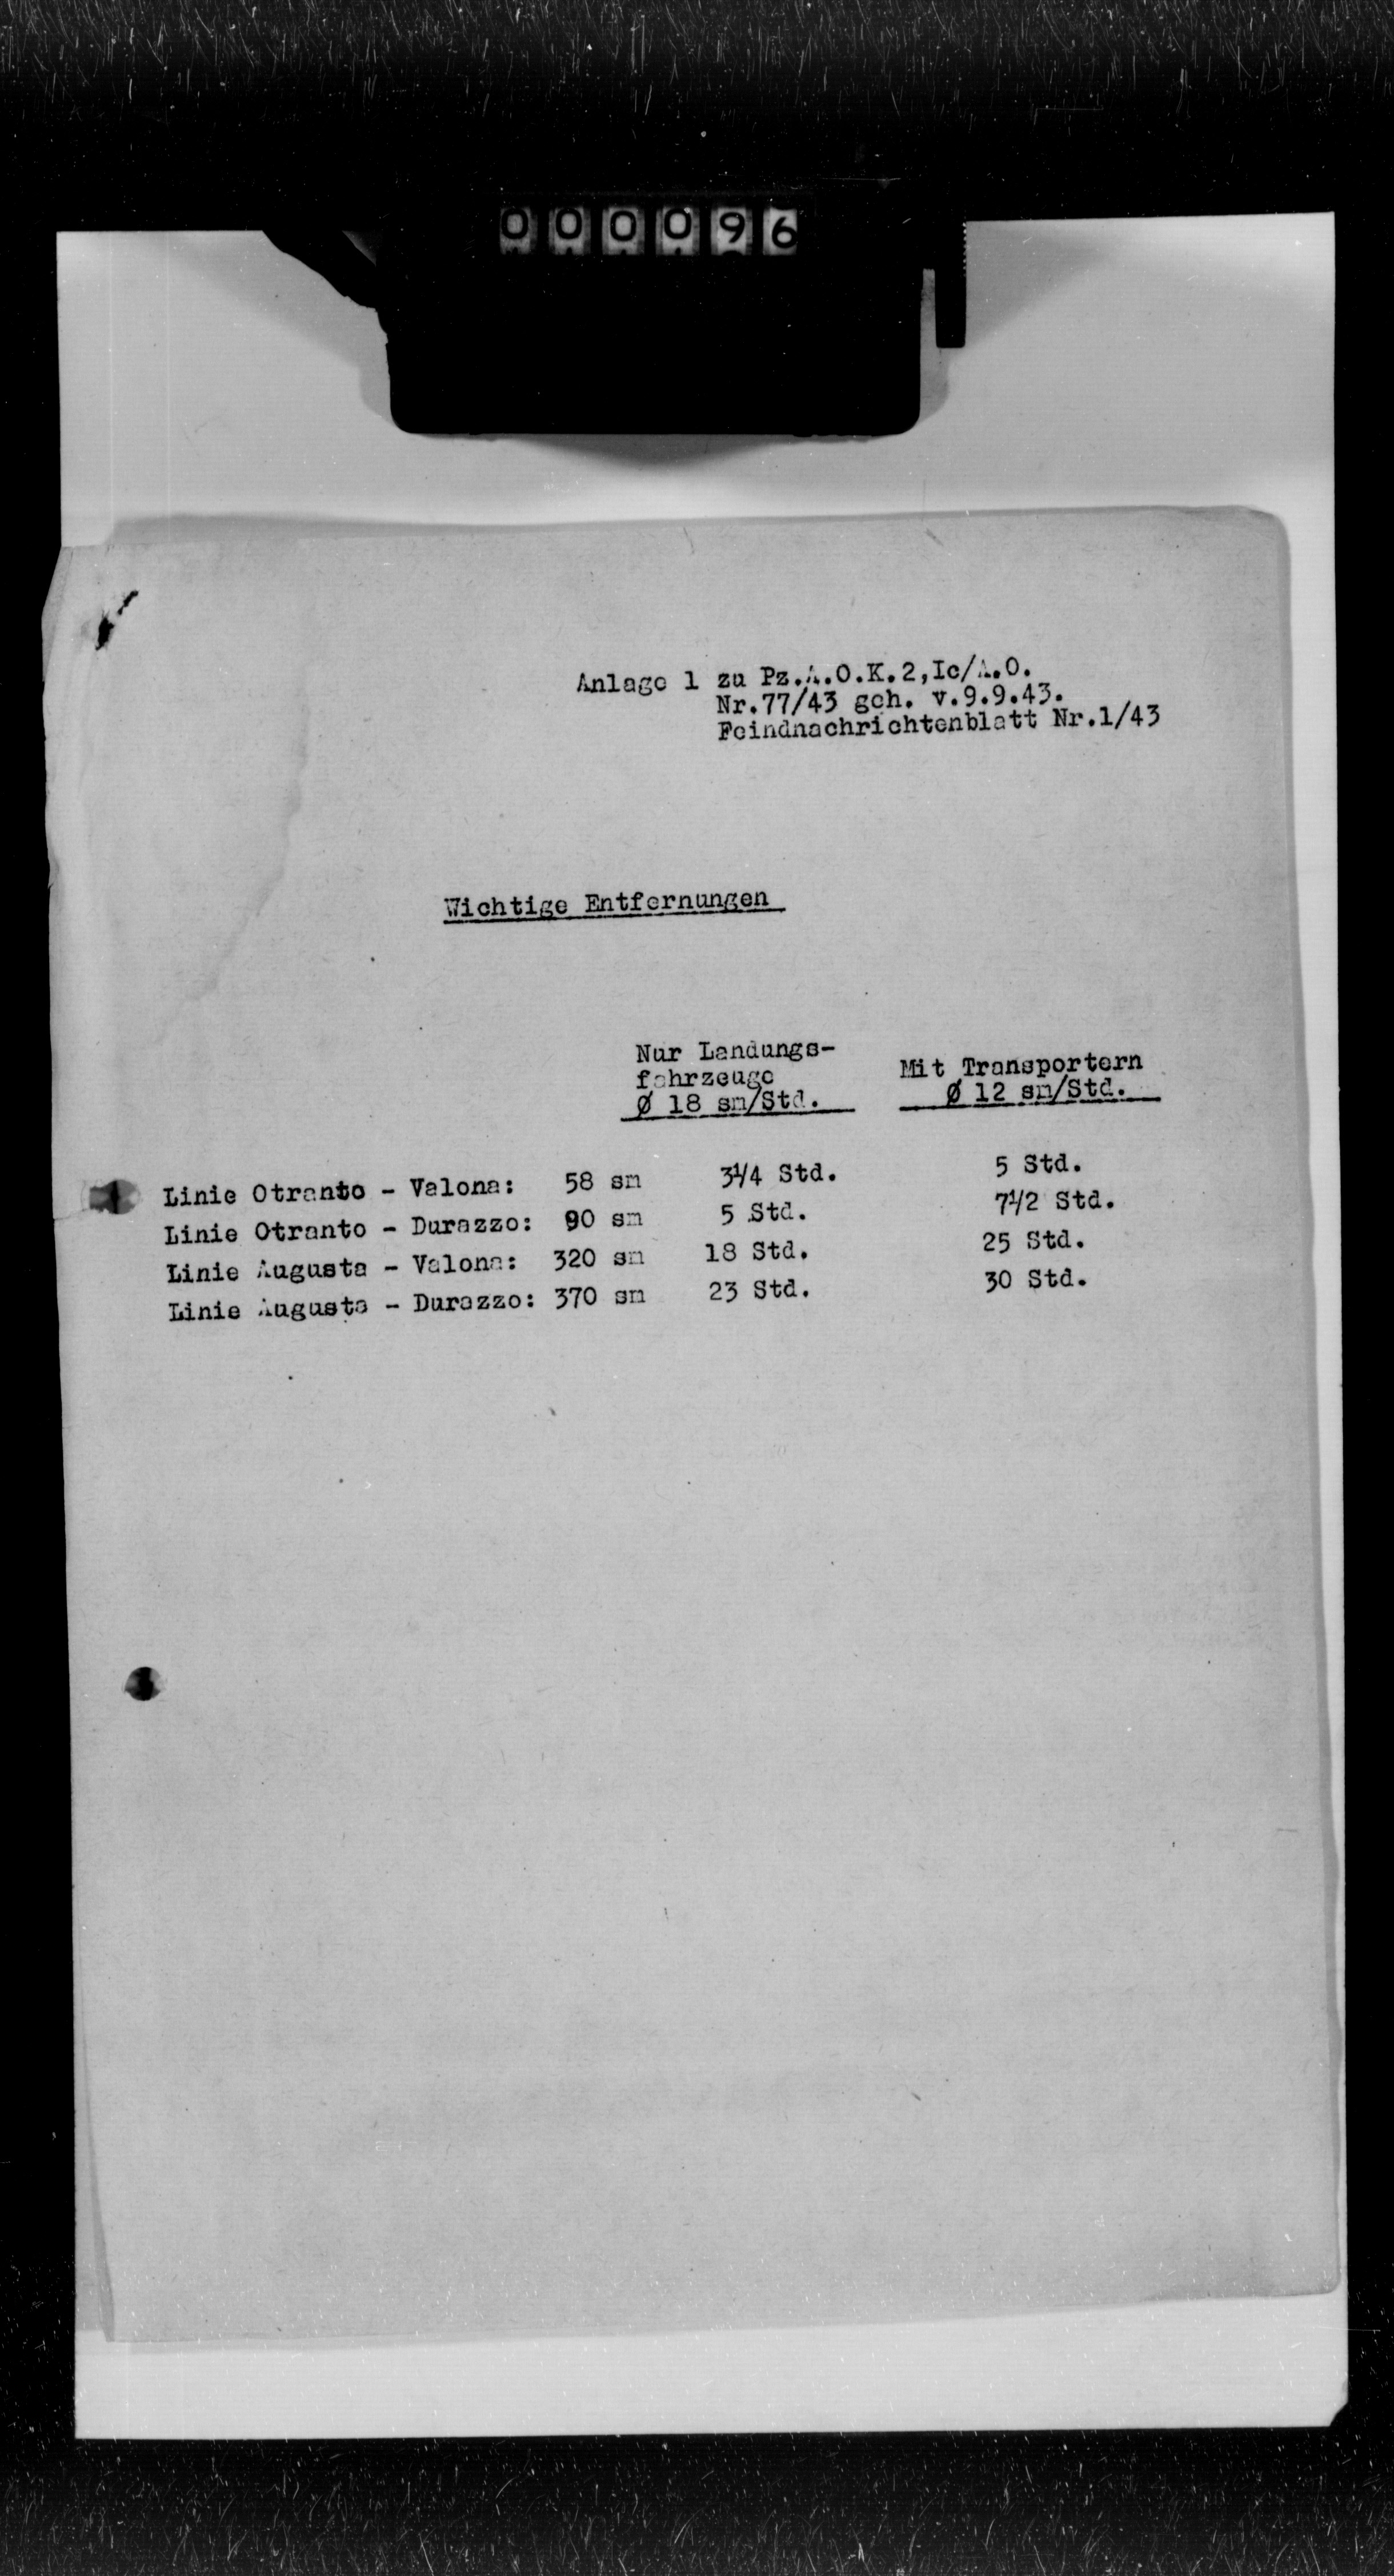 000096
Anlage 1 zu Pz.A.O.K.2,Ic/A.O.
Nr.77/43 geh. v.9.9.43.
Feindnachrichtenblatt Nr.1/43
Wichtige Entfernungen
Nur Landungs-
fahrzeuge
Ø 18 sm/Std.
Mit Transportern
Ø 12 sm/Std.
Linie Otranto - Valona: 58 sm 3 1/4 Std. 5 Std.
Linie Otranto - Durazzo: 90 sm 5 Std. 7 1/2 Std.
Linie Augusta - Valona: 320 sm 18 Std. 25 Std.
Linie Augusta - Durazzo: 370 sm 23 Std. 30 Std.